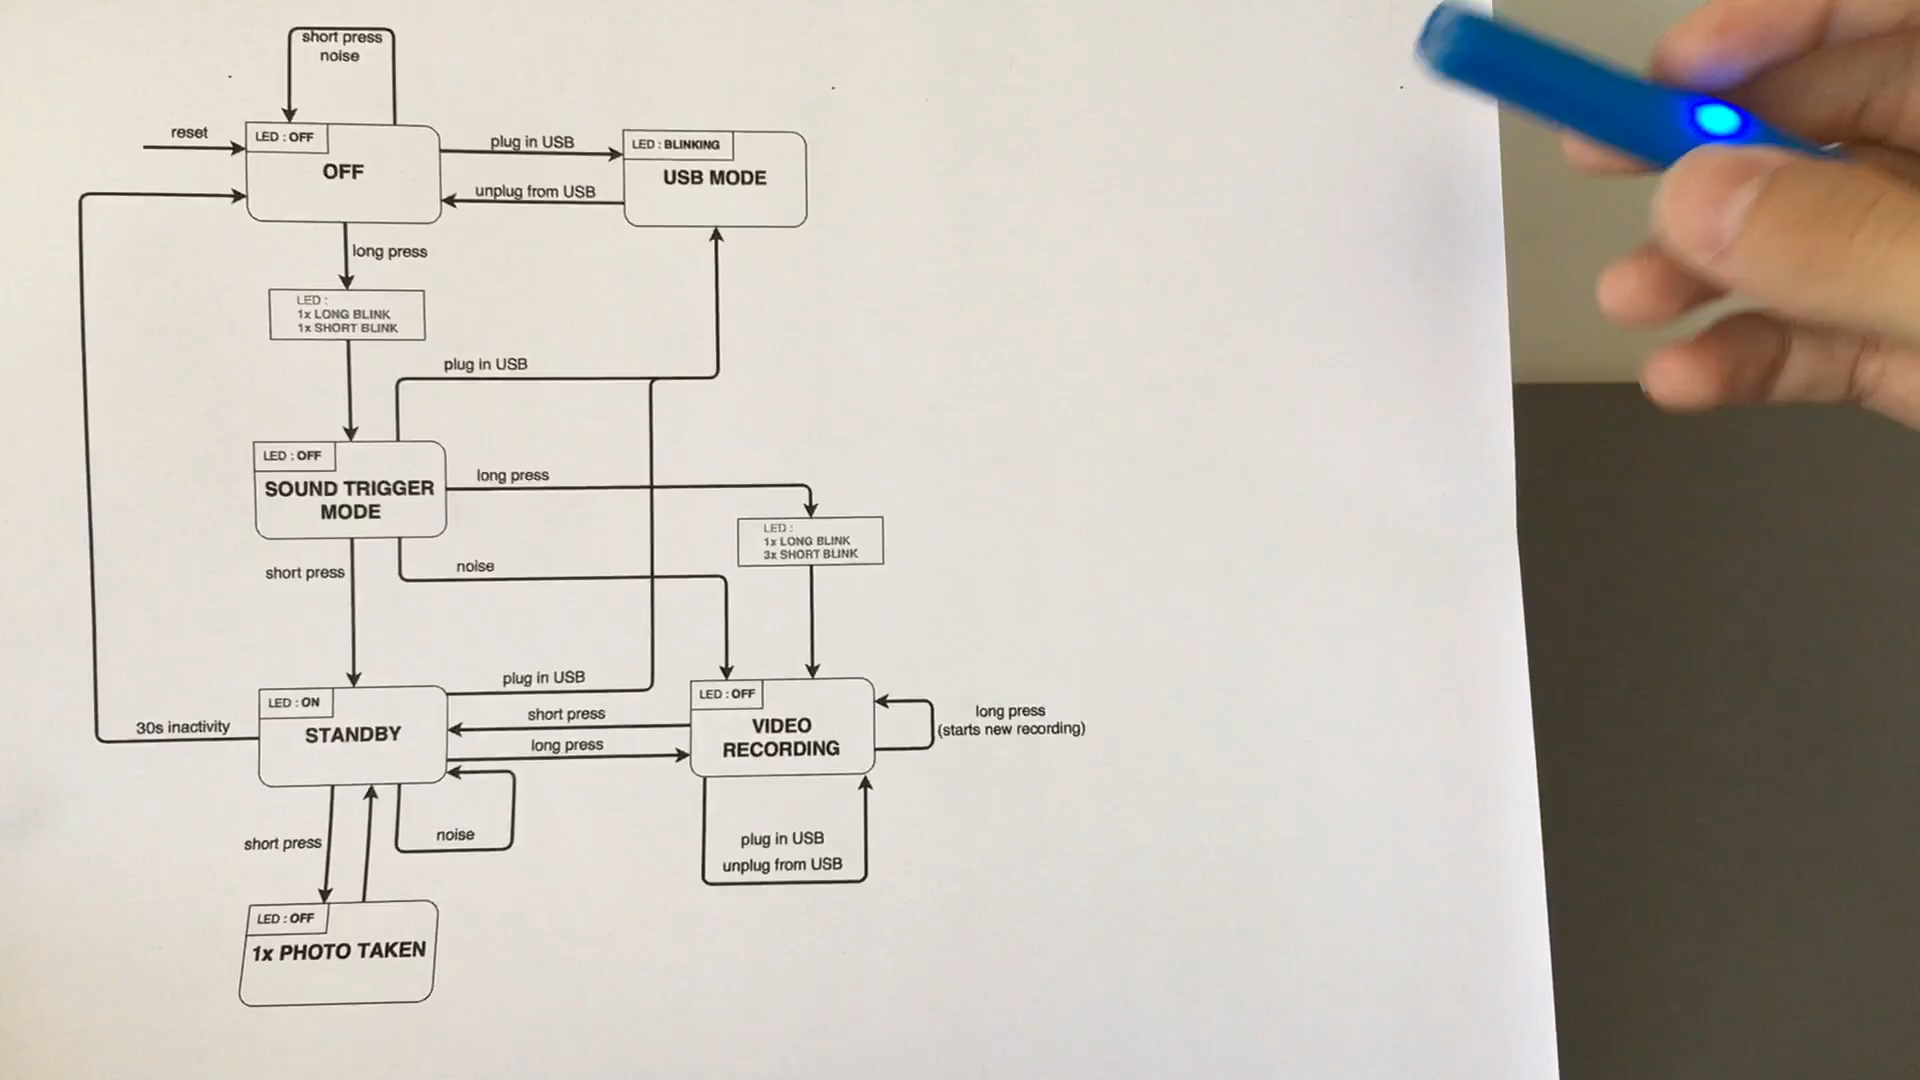 short press
noise
reset
LED : OFF
OFF
plug in USB
unplug from USB
LED : BLINKING
USB MODE
long press
LED :
1x LONG BLINK
1x SHORT BLINK
plug in USB
LED : OFF
SOUND TRIGGER
MODE
long press
LED :
1x LONG BLINK
3x SHORT BLINK
short press
noise
30s inactivity
LED : ON
STANDBY
plug in USB
short press
long press
LED : OFF
VIDEO
RECORDING
long press
(starts new recording)
short press
noise
plug in USB
unplug from USB
LED : OFF
1x PHOTO TAKEN